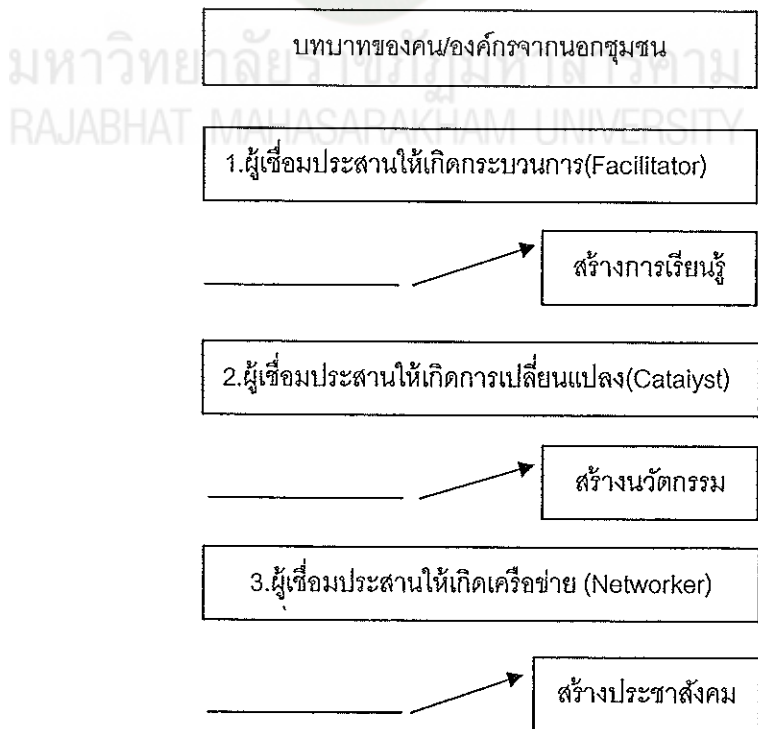 บทบาทของคน/องค์กรจากนอกชุมชน
มหาวิทยาลัยราชภัฏมหาสารคาม
RAJABHAT MAHASARAKHAM UNIVERSITY
1.ผู้เชื่อมประสานให้เกิดกระบวนการ(Facilitator)
สร้างการเรียนรู้
2.ผู้เชื่อมประสานให้เกิดการเปลี่ยนแปลง(Cataiyst)
สร้างนวัตกรรม
3.ผู้เชื่อมประสานให้เกิดเครือข่าย (Networker)
สร้างประชาสังคม